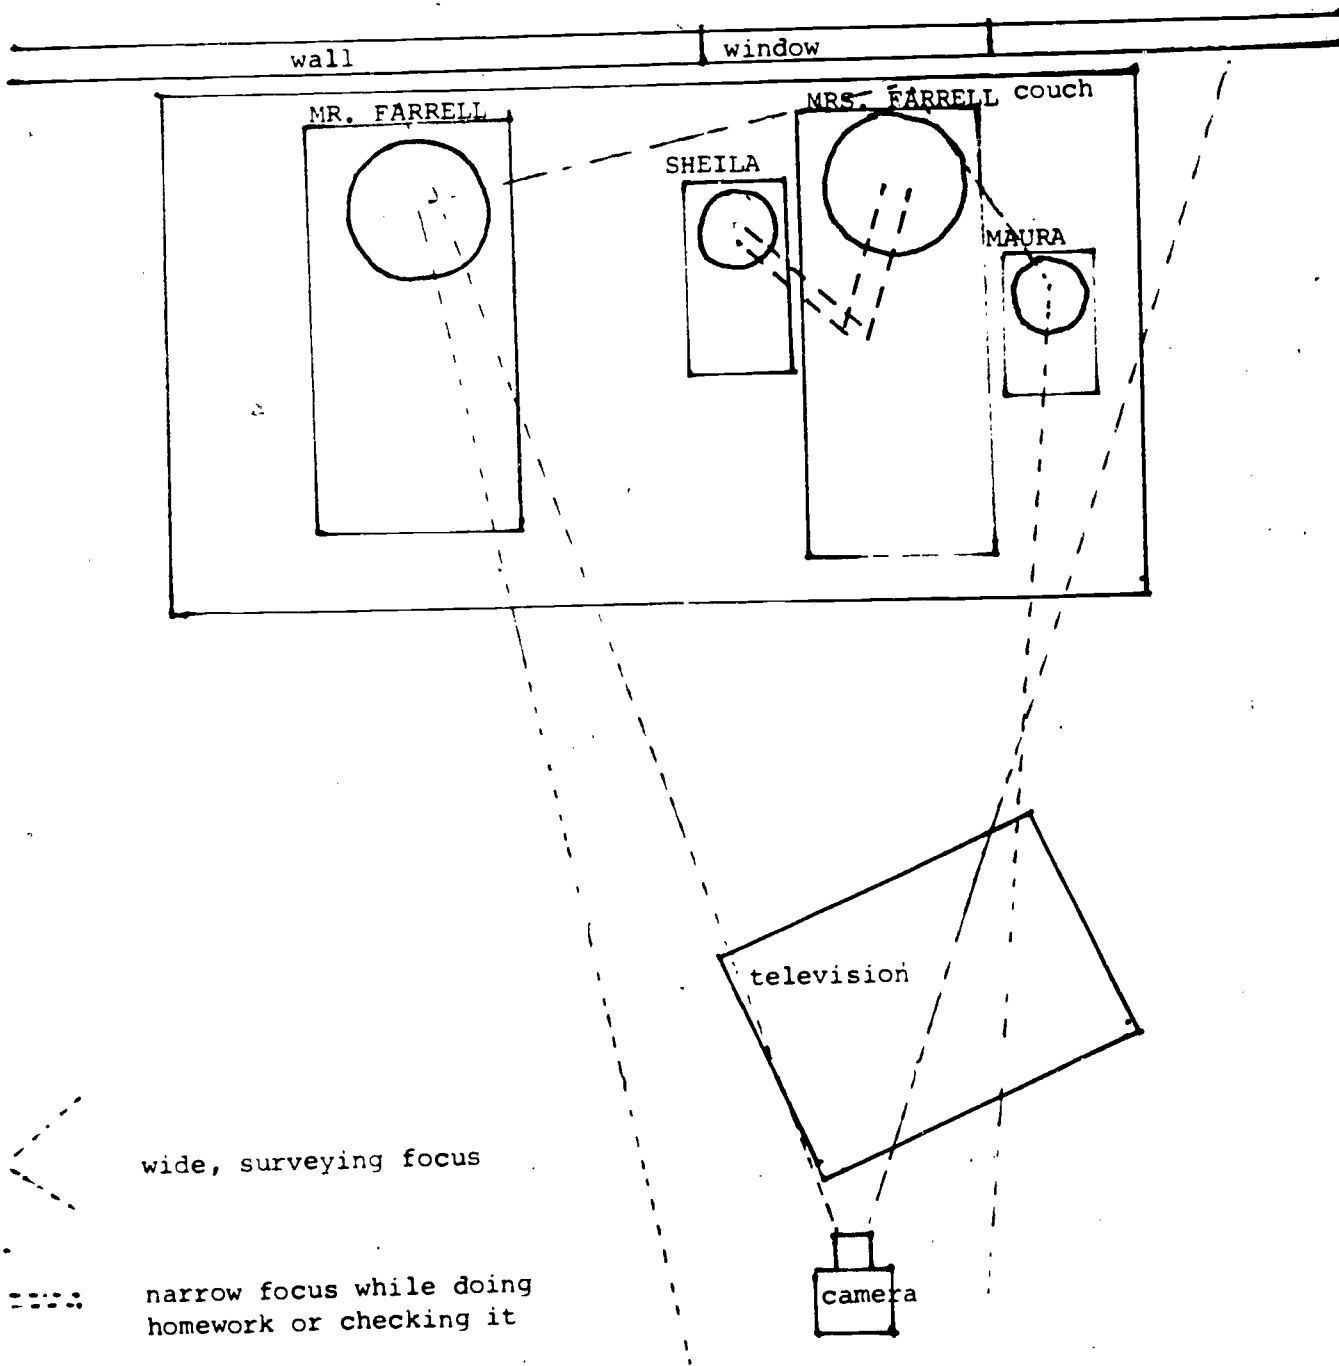 wall
window
MR. FARRELL
MRS. FARRELL
couch
SHEILA
MAURA
television
wide, surveying focus
narrow focus while doing
homework or checking it
camera